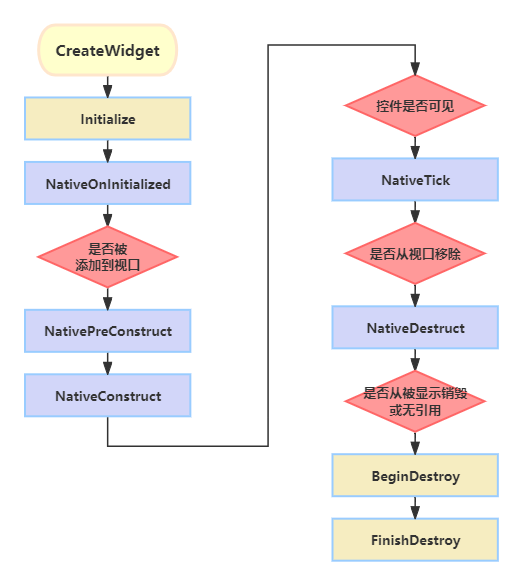 CreateWidget
Initialize
NativeOnInitialized
是否被
添加到视口
NativePreConstruct
NativeConstruct
控件是否可见
NativeTick
是否从视口移除
NativeDestruct
是否从被显示销毁
或无引用
BeginDestroy
FinishDestroy